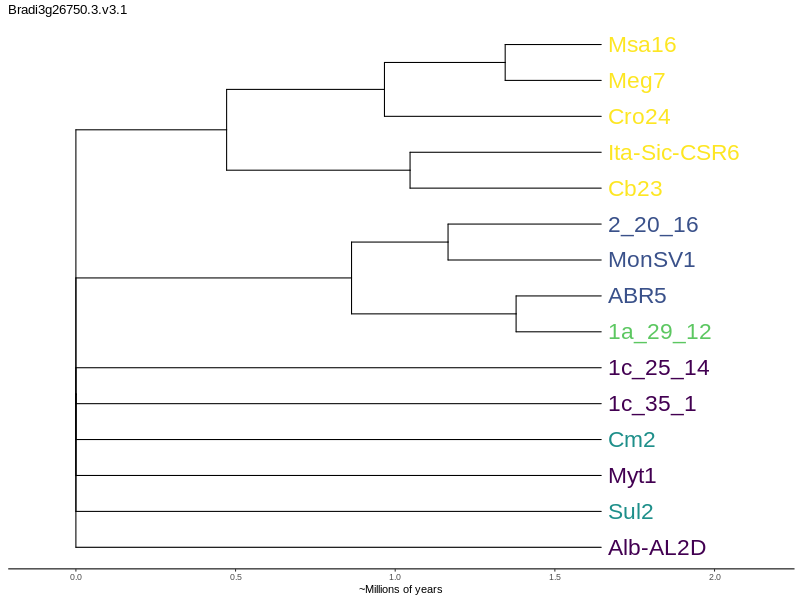 Bradi3g26750.3.v3.1
Msa16
Meg7
Cro24
Ita-Sic-CSR6
Cb23
2_20_16
MonSV1
ABR5
1a_29_12
1c_25_14
1c_35_1
Cm2
Myt1
Sul2
Alb-AL2D
0.0 0.5 1.0 1.5 2.0
~Millions of years